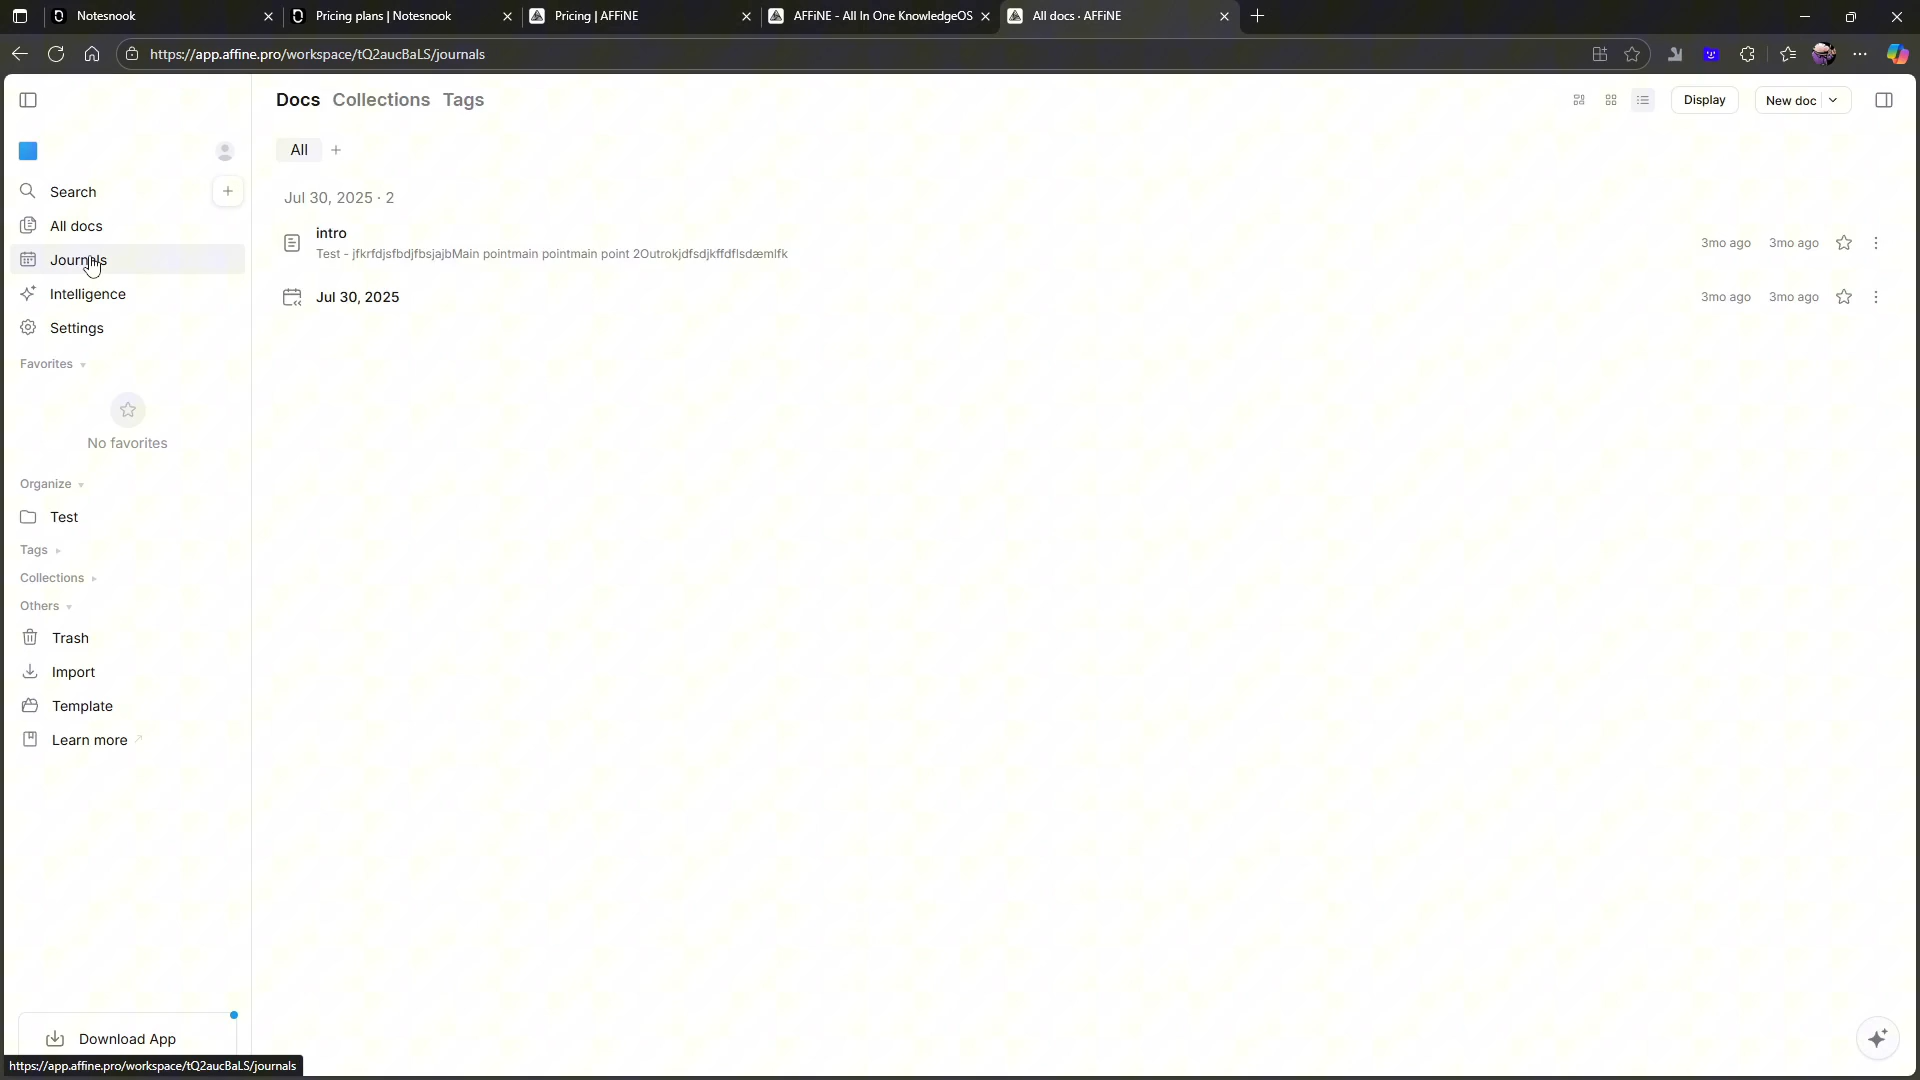 Notesnook
Pricing plans | Notesnook
Pricing | AFFiNE
AFFiNE - All In One KnowledgeOS
All docs · AFFiNE
https://app.affine.pro/workspace/tQ2aucBaLS/journals
Docs Collections Tags
Display
New doc
All
Search
All docs
Journals
Intelligence
Settings
Favorites
No favorites
Organize
Test
Tags
Collections
Others
Trash
Import
Template
Learn more
Download App
Jul 30, 2025 · 2
intro
Test - jfkrfdjsfbdjfbsjajbMain pointmain pointmain point 2Outrokjdfsdjkffdflsdæmlfk
3mo ago 3mo ago
Jul 30, 2025
3mo ago 3mo ago
https://app.affine.pro/workspace/tQ2aucBaLS/journals